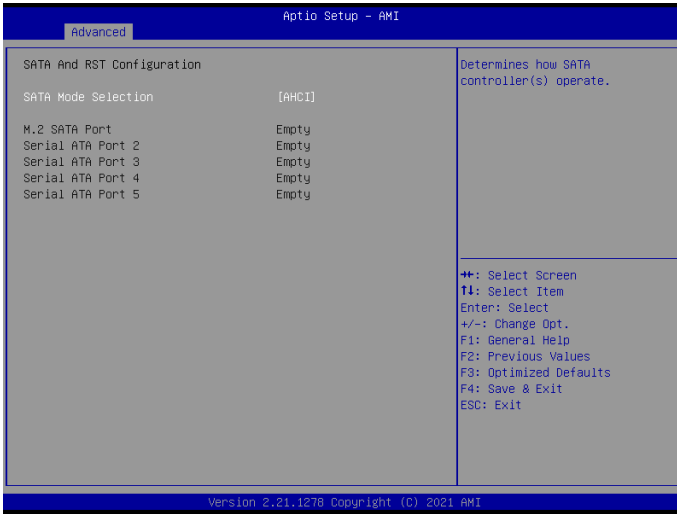 Aptio Setup – AMI
Advanced
SATA And RST Configuration
SATA Mode Selection [AHCI]
M.2 SATA Port Empty
Serial ATA Port 2 Empty
Serial ATA Port 3 Empty
Serial ATA Port 4 Empty
Serial ATA Port 5 Empty
Determines how SATA
controller(s) operate.
→←: Select Screen
↑↓: Select Item
Enter: Select
+/-: Change Opt.
F1: General Help
F2: Previous Values
F3: Optimized Defaults
F4: Save & Exit
ESC: Exit
Version 2.21.1278 Copyright (C) 2021 AMI